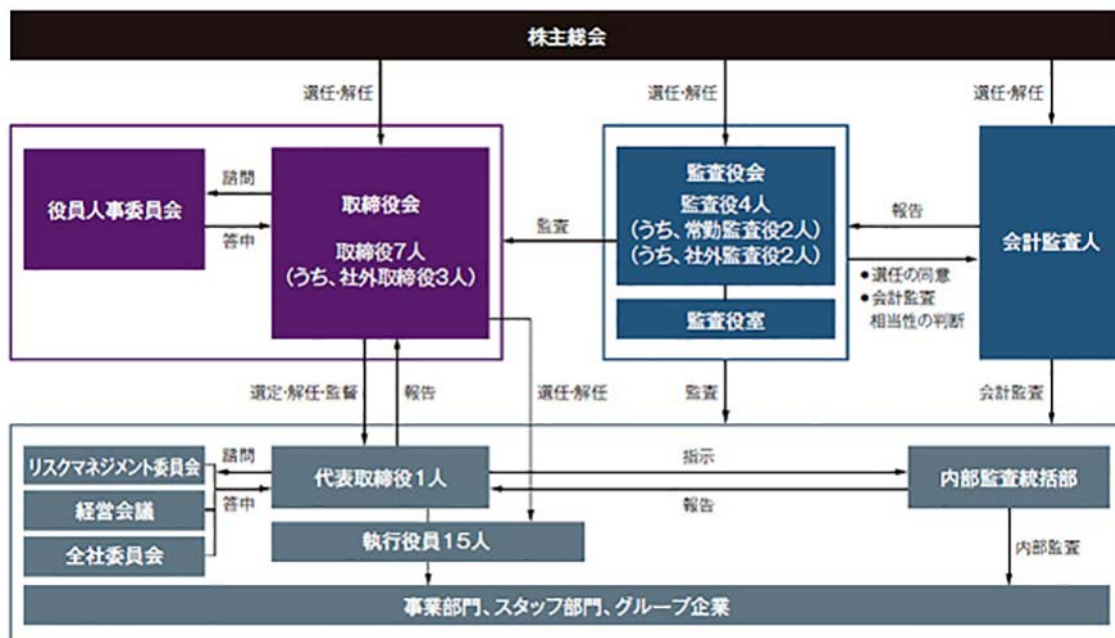 株主総会
選任・解任
選任・解任
選任・解任
役員人事委員会
諮問
答申
取締役会
取締役7人
(うち、社外取締役3人)
監査
監査役会
監査役4人
(うち、常勤監査役2人)
(うち、社外監査役2人)
監査役室
報告
●選任の同意
●会計監査
相当性の判断
会計監査人
選定・解任・監督
報告
選任・解任
監査
会計監査
リスクマネジメント委員会
経営会議
全社委員会
諮問
答申
代表取締役1人
執行役員15人
指示
報告
内部監査統括部
内部監査
事業部門、スタッフ部門、グループ企業